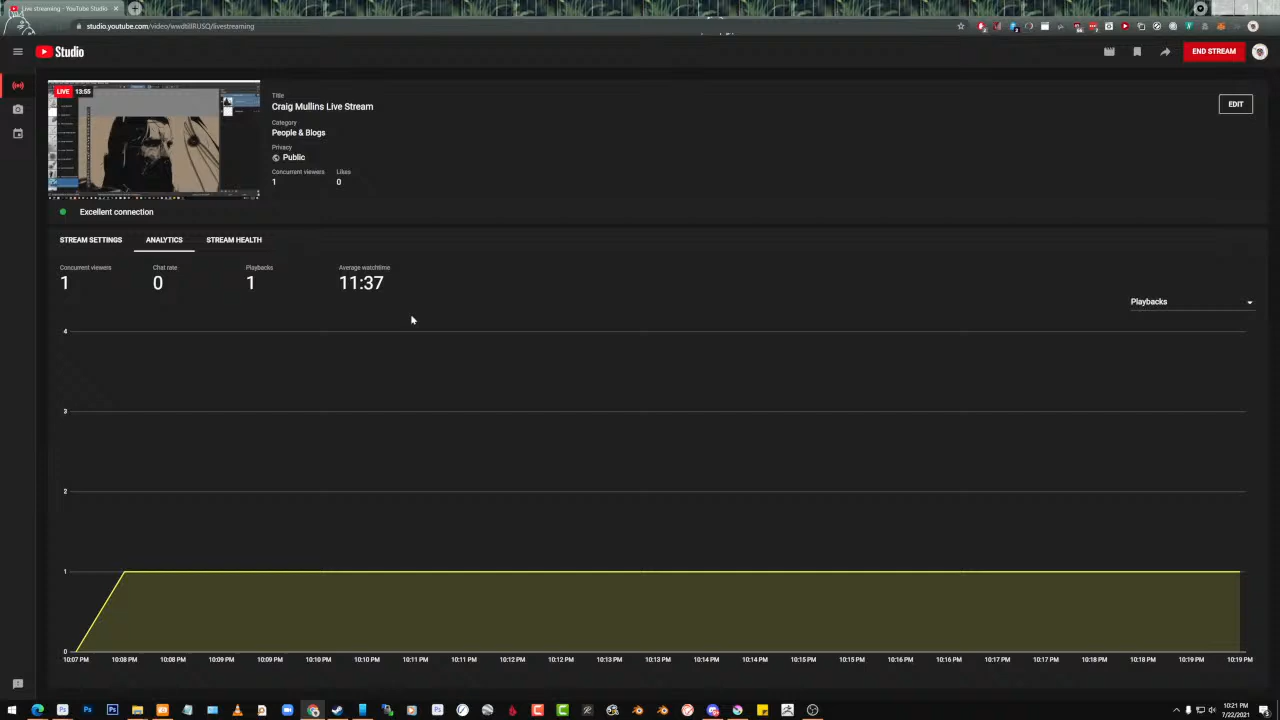 Live streaming - YouTube Studio
studio.youtube.com/video/wwdtiIIRUSQ/livestreaming
Studio
END STREAM
LIVE 13:55
Title
Craig Mullins Live Stream
EDIT
Category
People & Blogs
Privacy
Public
Concurrent viewers Likes
1 0
Excellent connection
STREAM SETTINGS ANALYTICS STREAM HEALTH
Concurrent viewers Chat rate Playbacks Average watchtime
1 0 1 11:37
Playbacks
4
3
2
1
0
10:07 PM 10:08 PM 10:08 PM 10:09 PM 10:09 PM 10:10 PM 10:10 PM 10:11 PM 10:11 PM 10:12 PM 10:12 PM 10:13 PM 10:13 PM 10:14 PM 10:14 PM 10:15 PM 10:15 PM 10:16 PM 10:16 PM 10:17 PM 10:17 PM 10:18 PM 10:18 PM 10:19 PM 10:19 PM
10:21 PM
7/22/2021